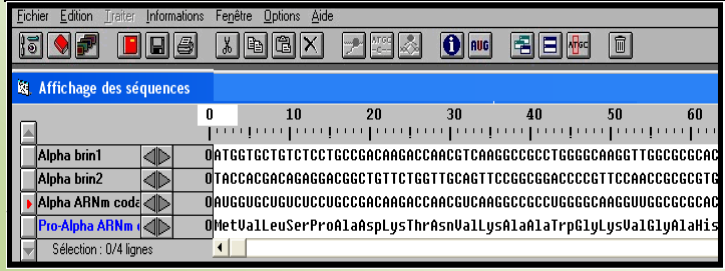 Fichier Edition Traiter Informations Fenêtre Options Aide
ATGC AUG ATGC
Affichage des séquences
0 10 20 30 40 50 60
Alpha brin1 0ATGGTGCTGTCTCCTGCCGACAAGACCAACGTCAAGGCCGCCTGGGGCAAGGTTGGCGCGCAC
Alpha brin2 0TACCACGACAGAGGACGGCTGTTCTGGTTGCAGTTCCGGCGGACCCCGTTCCAACCGCGCGTG
Alpha ARNm coda 0AUGGUGCUGUCUCCUGCCGACAAGACCAACGUCAAGGCCGCCUGGGGCAAGGUUGGCGCGCAC
Pro-Alpha ARNm 0MetValLeuSerProAlaAspLysThrAsnValLysAlaAlaTrpGlyLysValGlyAlaHis
Sélection : 0/4 lignes